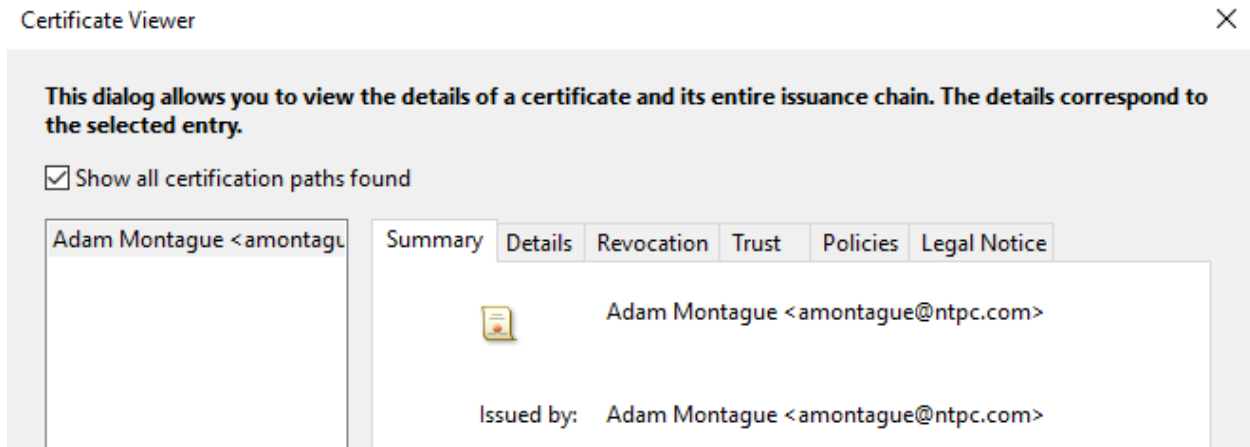 Certificate Viewer
This dialog allows you to view the details of a certificate and its entire issuance chain. The details correspond to
the selected entry.
Show all certification paths found
Adam Montague <amontagu
Summary Details Revocation Trust Policies Legal Notice
Adam Montague <amontague@ntpc.com>
Issued by: Adam Montague <amontague@ntpc.com>